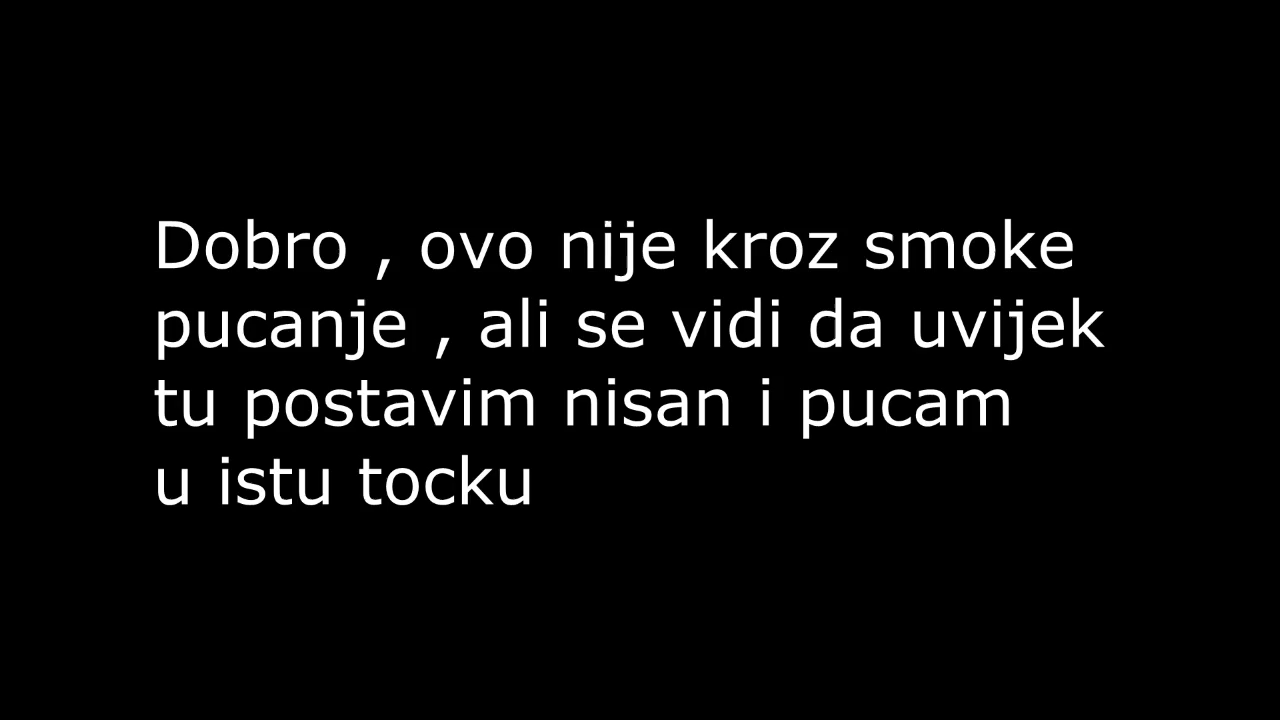 Dobro , ovo nije kroz smoke
pucanje , ali se vidi da uvijek
tu postavim nisan i pucam
u istu tocku